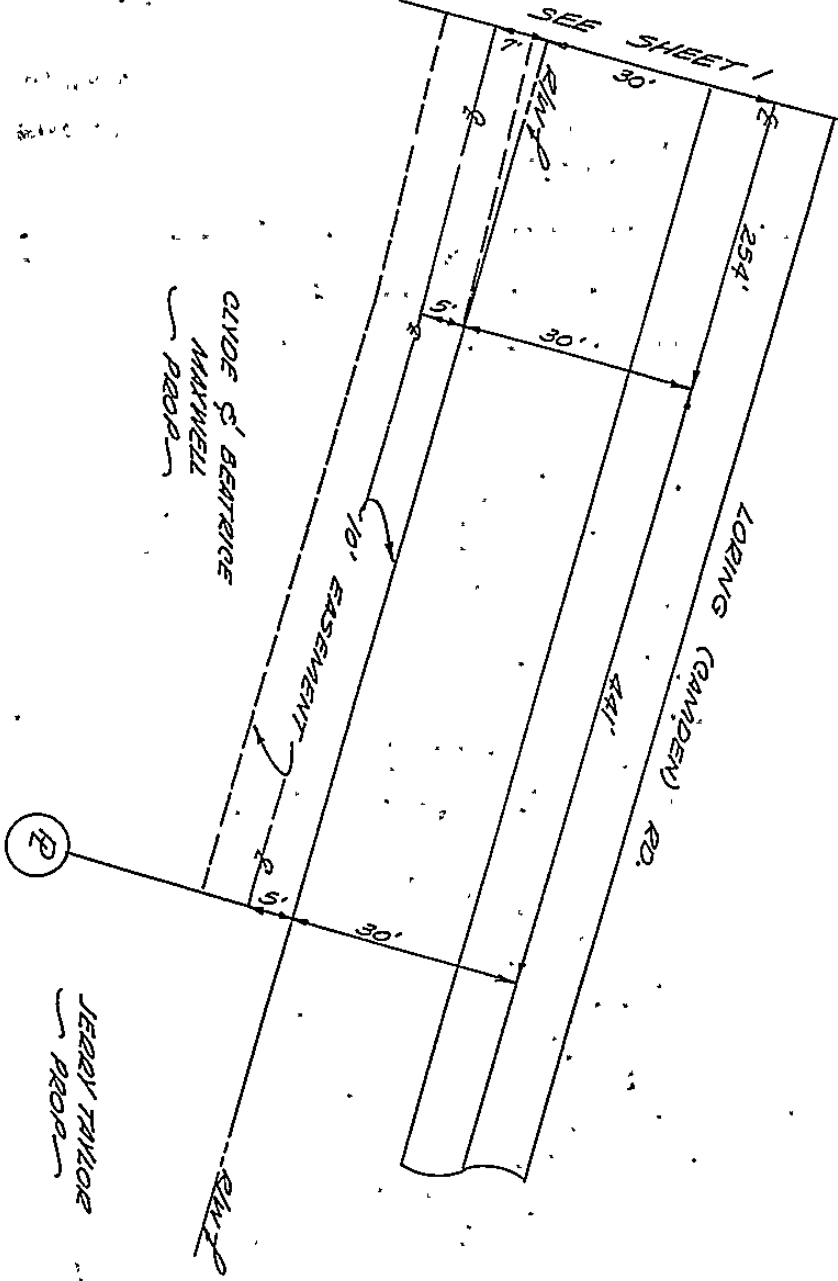 SEE SHEET 1
7'
30'
℄
R/W℄
℄
254'
5'
30'
℄
LORING (CAMDEN) RD.
441'
CLYDE & BEATRICE
MAXWELL
PROP
10' EASEMENT
℄
5'
30'
PL
JERRY TAYLOR
PROP
R/W℄